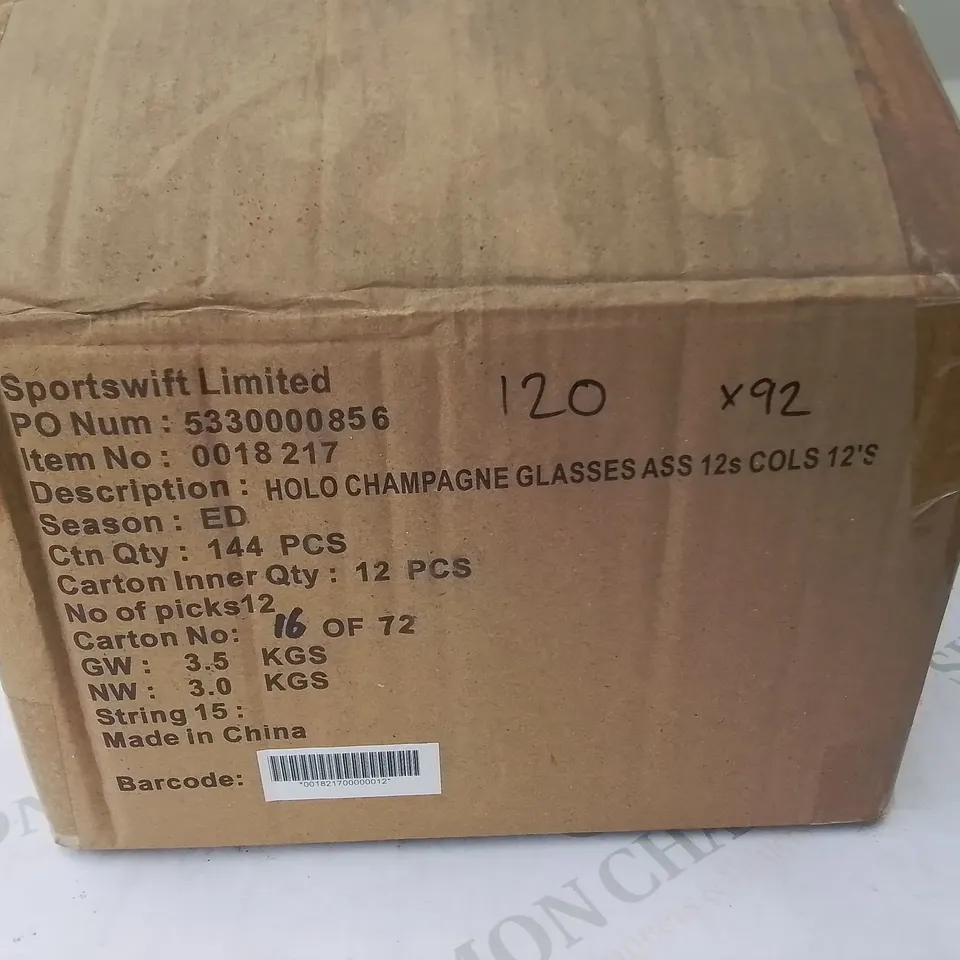 Sportswift Limited
120
x92
PO Num : 5330000856
Item No : 0018 217
Description : HOLO CHAMPAGNE GLASSES ASS 12s COLS 12'S
Season : ED
Ctn Qty : 144 PCS
Carton Inner Qty : 12 PCS
No of picks12
Carton No: 16 OF 72
GW : 3.5 KGS
NW : 3.0 KGS
String 15 :
Made in China
Barcode:
*001821700000012*